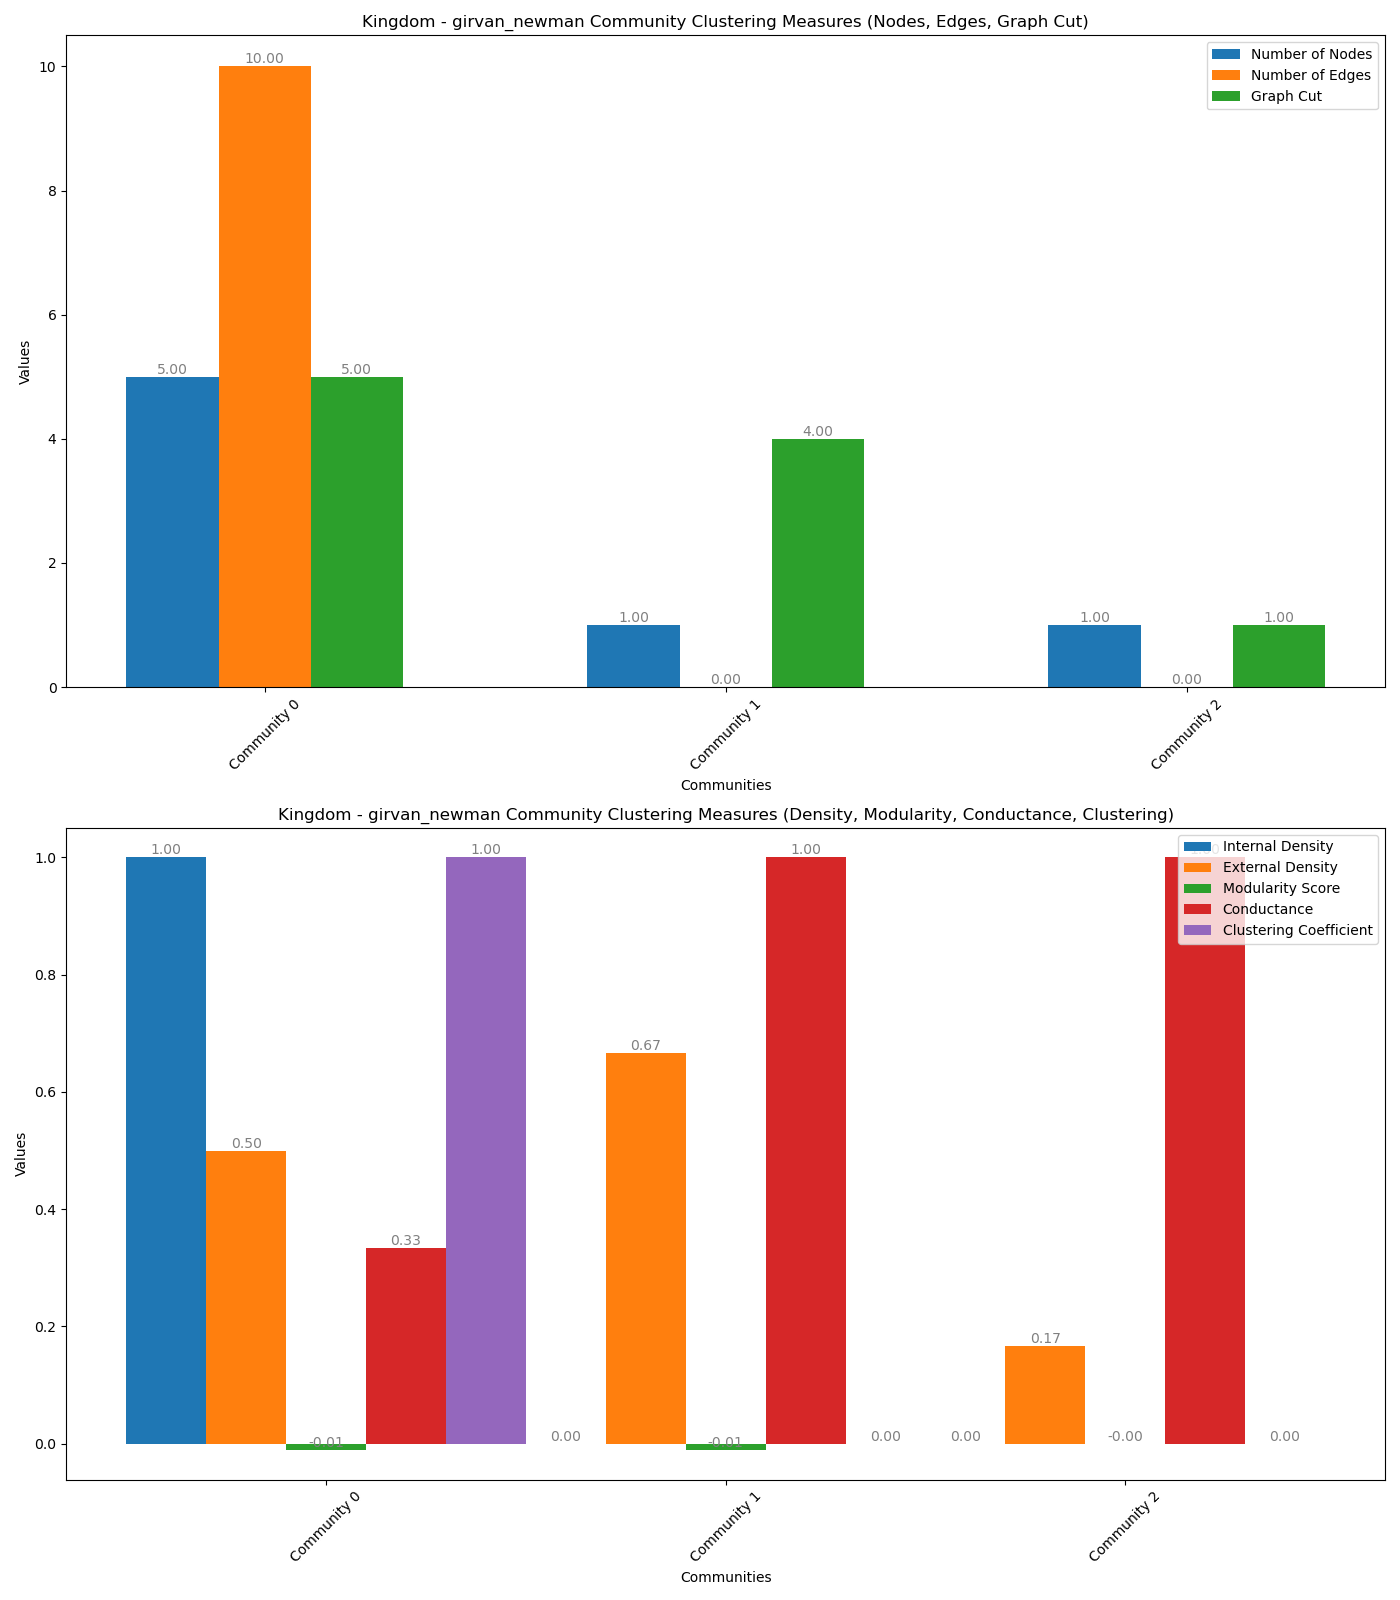 Kingdom - girvan_newman Community Clustering Measures (Nodes, Edges, Graph Cut)
Number of Nodes
Number of Edges
Graph Cut
Values
10
8
6
4
2
0
10.00
5.00 5.00
4.00
1.00 1.00 1.00
0.00 0.00
Community 0 Community 1 Community 2
Communities
Kingdom - girvan_newman Community Clustering Measures (Density, Modularity, Conductance, Clustering)
Internal Density
External Density
Modularity Score
Conductance
Clustering Coefficient
Values
1.0
0.8
0.6
0.4
0.2
0.0
1.00 1.00 1.00
0.67
0.50
0.33
0.17
-0.01 0.00 -0.01 0.00 0.00 -0.00 0.00
Community 0 Community 1 Community 2
Communities